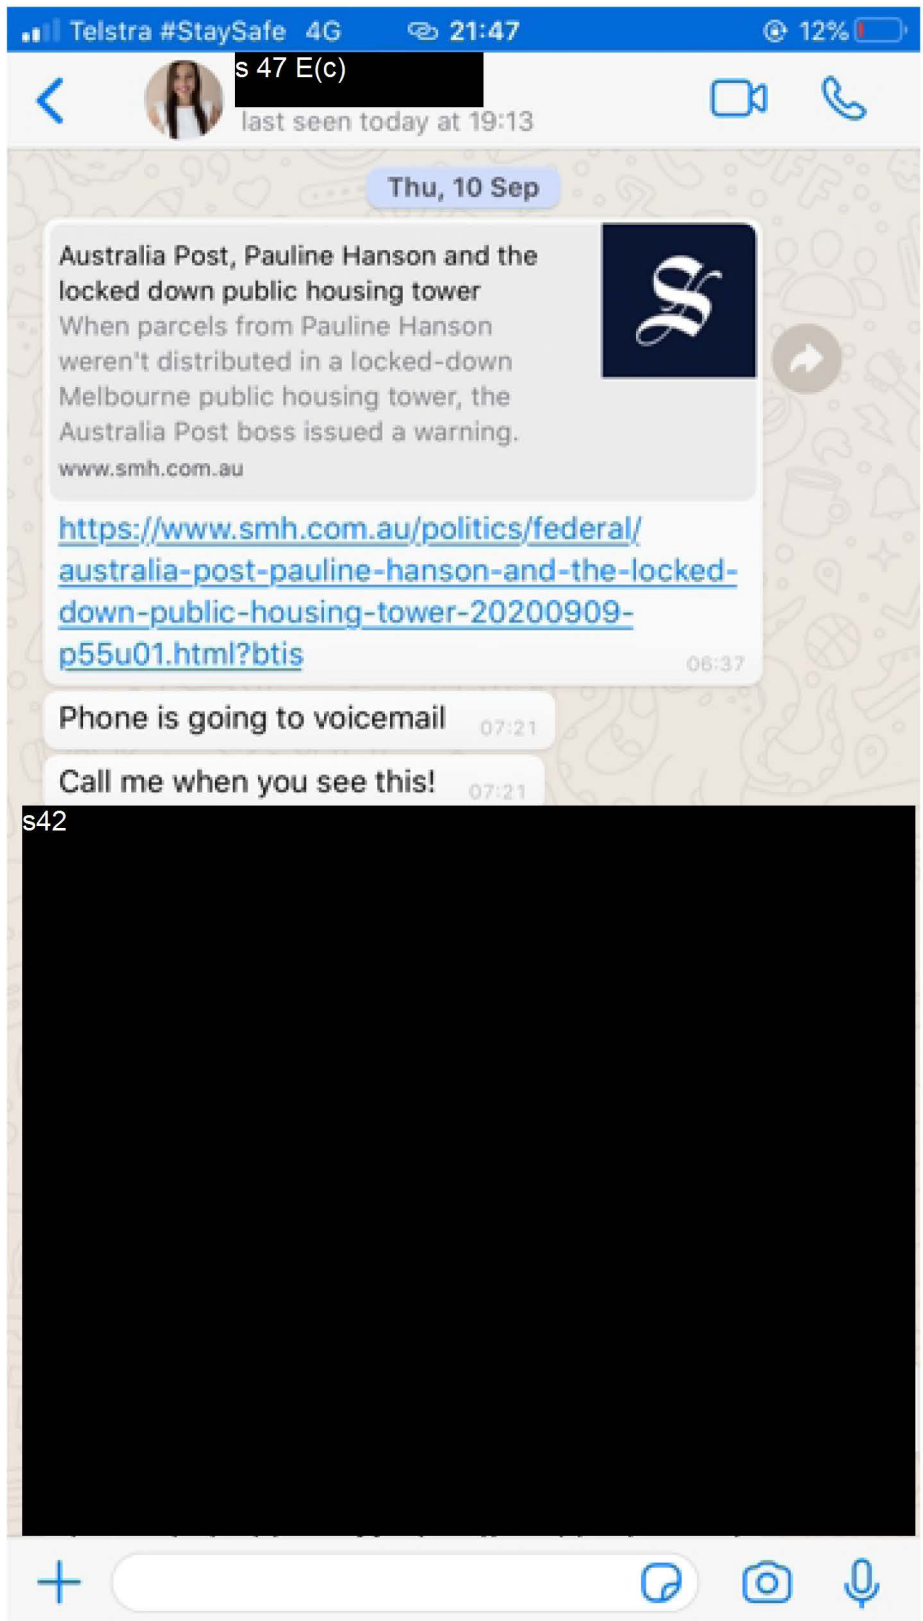 Telstra #StaySafe 4G 21:47 12%
s 47 E(c)
last seen today at 19:13
Thu, 10 Sep
Australia Post, Pauline Hanson and the
locked down public housing tower
When parcels from Pauline Hanson
weren't distributed in a locked-down
Melbourne public housing tower, the
Australia Post boss issued a warning.
www.smh.com.au
https://www.smh.com.au/politics/federal/
australia-post-pauline-hanson-and-the-locked-
down-public-housing-tower-20200909-
p55u01.html?btis
06:37
Phone is going to voicemail 07:21
Call me when you see this! 07:21
s42